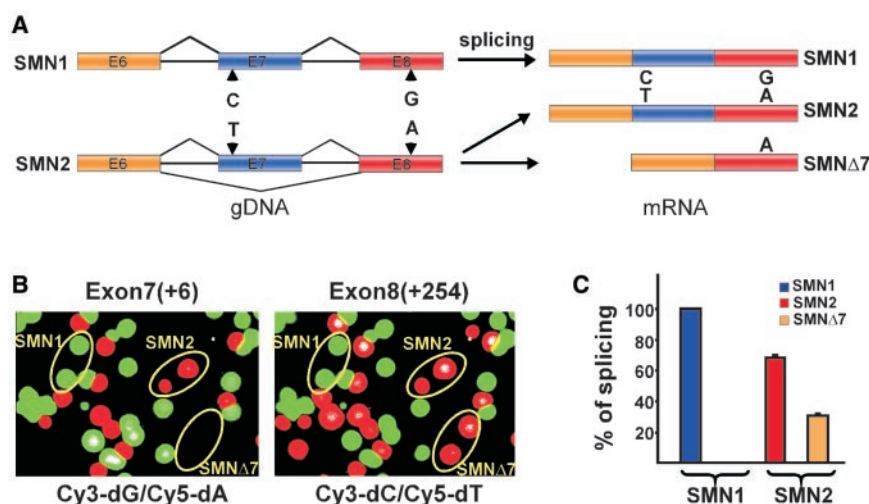 A
SMN1 E6 E7 E8 splicing SMN1
C G
C G
T A
SMN2
T A
A
SMN2 E6 E7 E8 SMNΔ7
gDNA mRNA
B
Exon7(+6) Exon8(+254)
SMN1 SMN2 SMN1 SMN2
SMNΔ7 SMNΔ7
Cy3-dG/Cy5-dA Cy3-dC/Cy5-dT
C
% of splicing
100
80
60
40
20
SMN1
SMN2
SMNΔ7
SMN1 SMN2